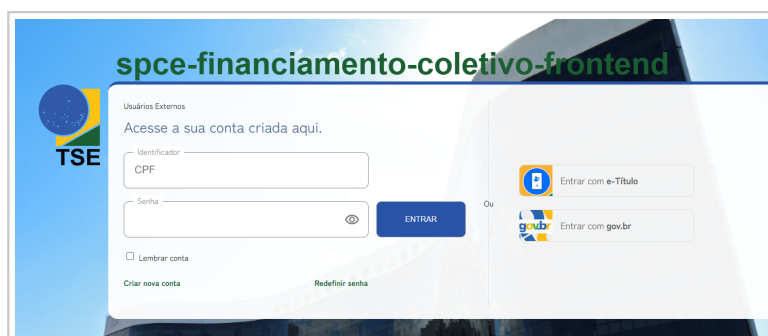 spce-financiamento-coletivo-frontend
TSE
Usuários Externos
Acesse a sua conta criada aqui.
Identificador
CPF
Senha
ENTRAR
Lembrar conta
Criar nova conta
Redefinir senha
Ou
Entrar com e-Título
gov.br
Entrar com gov.br